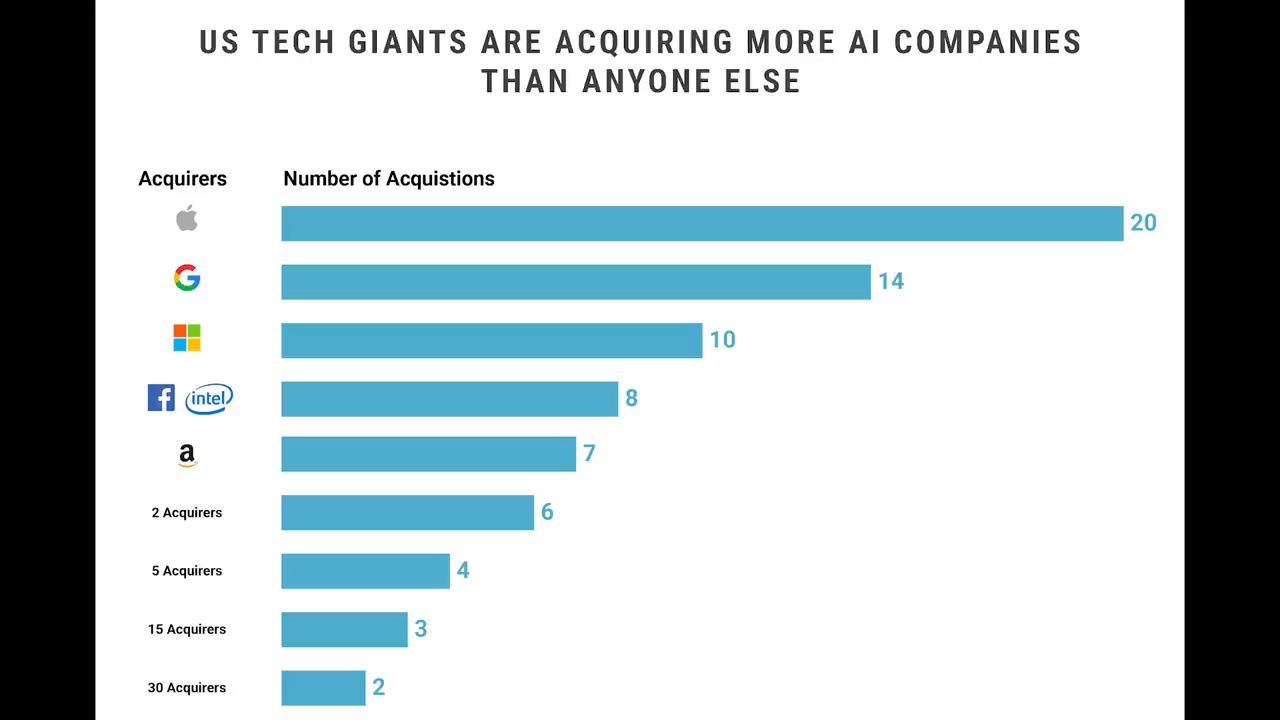 US TECH GIANTS ARE ACQUIRING MORE AI COMPANIES
THAN ANYONE ELSE
Acquirers Number of Acquistions
20
G 14
10
f intel 8
a 7
2 Acquirers 6
5 Acquirers 4
15 Acquirers 3
30 Acquirers 2